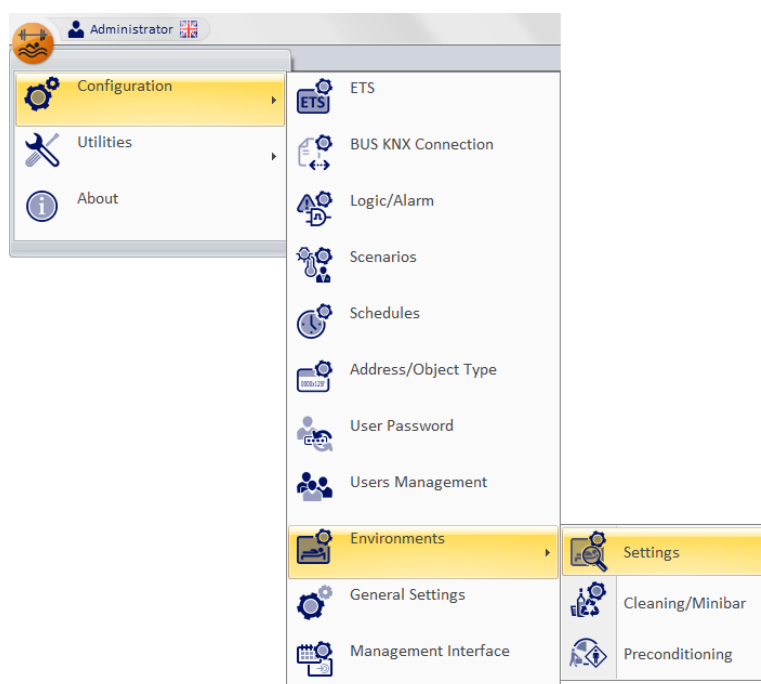 Administrator
Configuration
Utilities
About
ETS
ETS
BUS KNX Connection
Logic/Alarm
Scenarios
Schedules
Address/Object Type
User Password
Users Management
Environments
General Settings
Management Interface
Settings
Cleaning/Minibar
Preconditioning